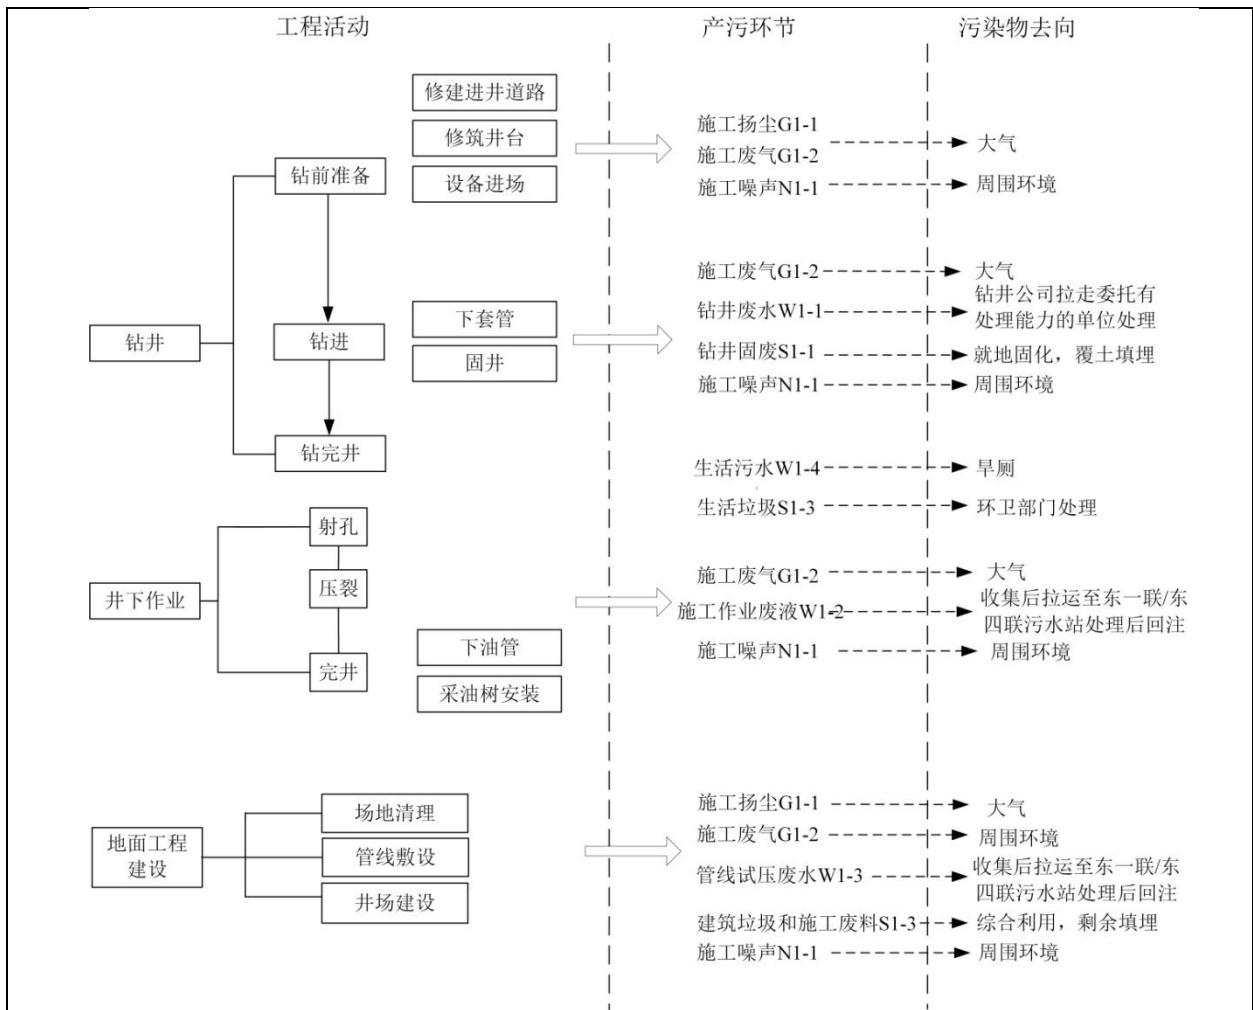 工程活动
产污环节
污染物去向
修建进井道路
修筑井台
设备进场
钻前准备
施工扬尘G1-1
施工废气G1-2
大气
施工噪声N1-1
周围环境
钻井
钻进
下套管
固井
施工废气G1-2
大气
钻井废水W1-1
钻井公司拉走委托有
处理能力的单位处理
钻井固废S1-1
就地固化，覆土填埋
施工噪声N1-1
周围环境
钻完井
生活污水W1-4
旱厕
生活垃圾S1-3
环卫部门处理
井下作业
射孔
压裂
完井
下油管
采油树安装
施工废气G1-2
大气
施工作业废液W1-2
收集后拉运至东一联/东
四联污水站处理后回注
施工噪声N1-1
周围环境
地面工程
建设
场地清理
管线敷设
井场建设
施工扬尘G1-1
大气
施工废气G1-2
周围环境
管线试压废水W1-3
收集后拉运至东一联/东
四联污水站处理后回注
建筑垃圾和施工废料S1-3
综合利用，剩余填埋
施工噪声N1-1
周围环境